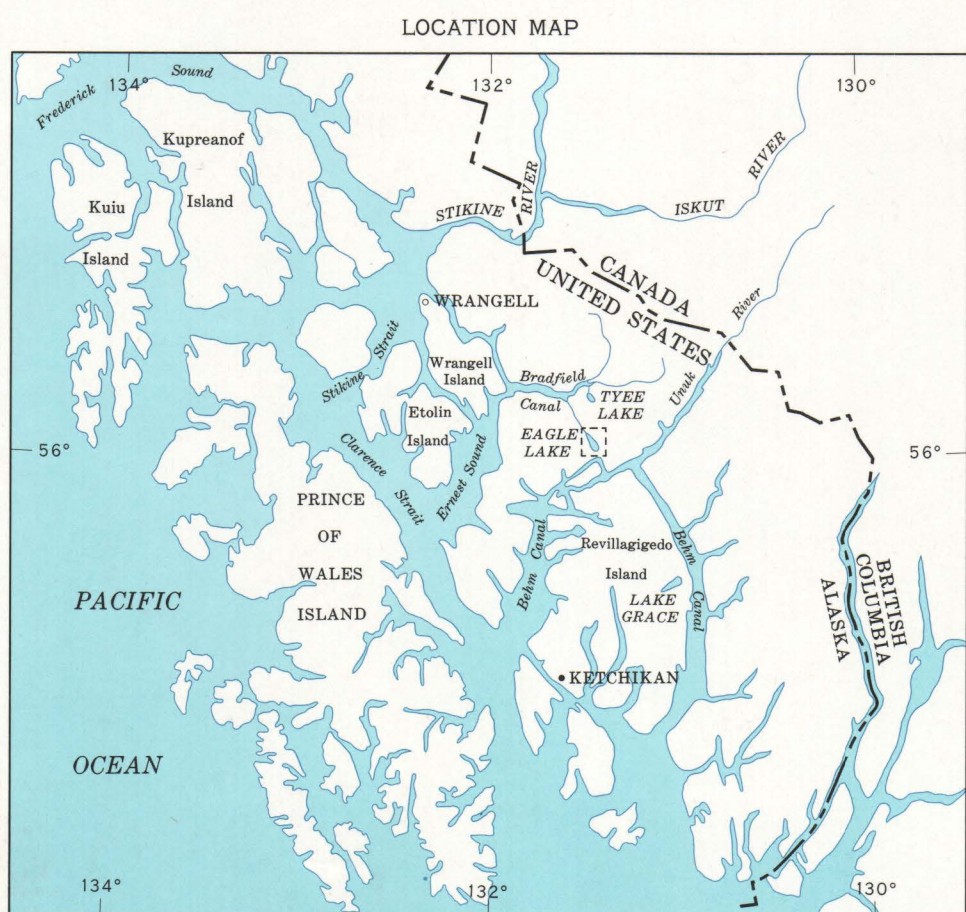 LOCATION MAP
134°
132°
130°
Frederick Sound
Kupreanof
Island
Kuiu
Island
STIKINE RIVER
ISKUT RIVER
CANADA
UNITED STATES
WRANGELL
Stikine Strait
Wrangell
Island
Bradfield
Canal
TYEE
LAKE
Unuk River
Etolin
Island
EAGLE
LAKE
56°
56°
Clarence Strait
Ernest Sound
PRINCE
OF
WALES
ISLAND
Behm Canal
Revillagigedo
Island
Behm Canal
LAKE
GRACE
BRITISH
COLUMBIA
ALASKA
PACIFIC
OCEAN
KETCHIKAN
134°
132°
130°